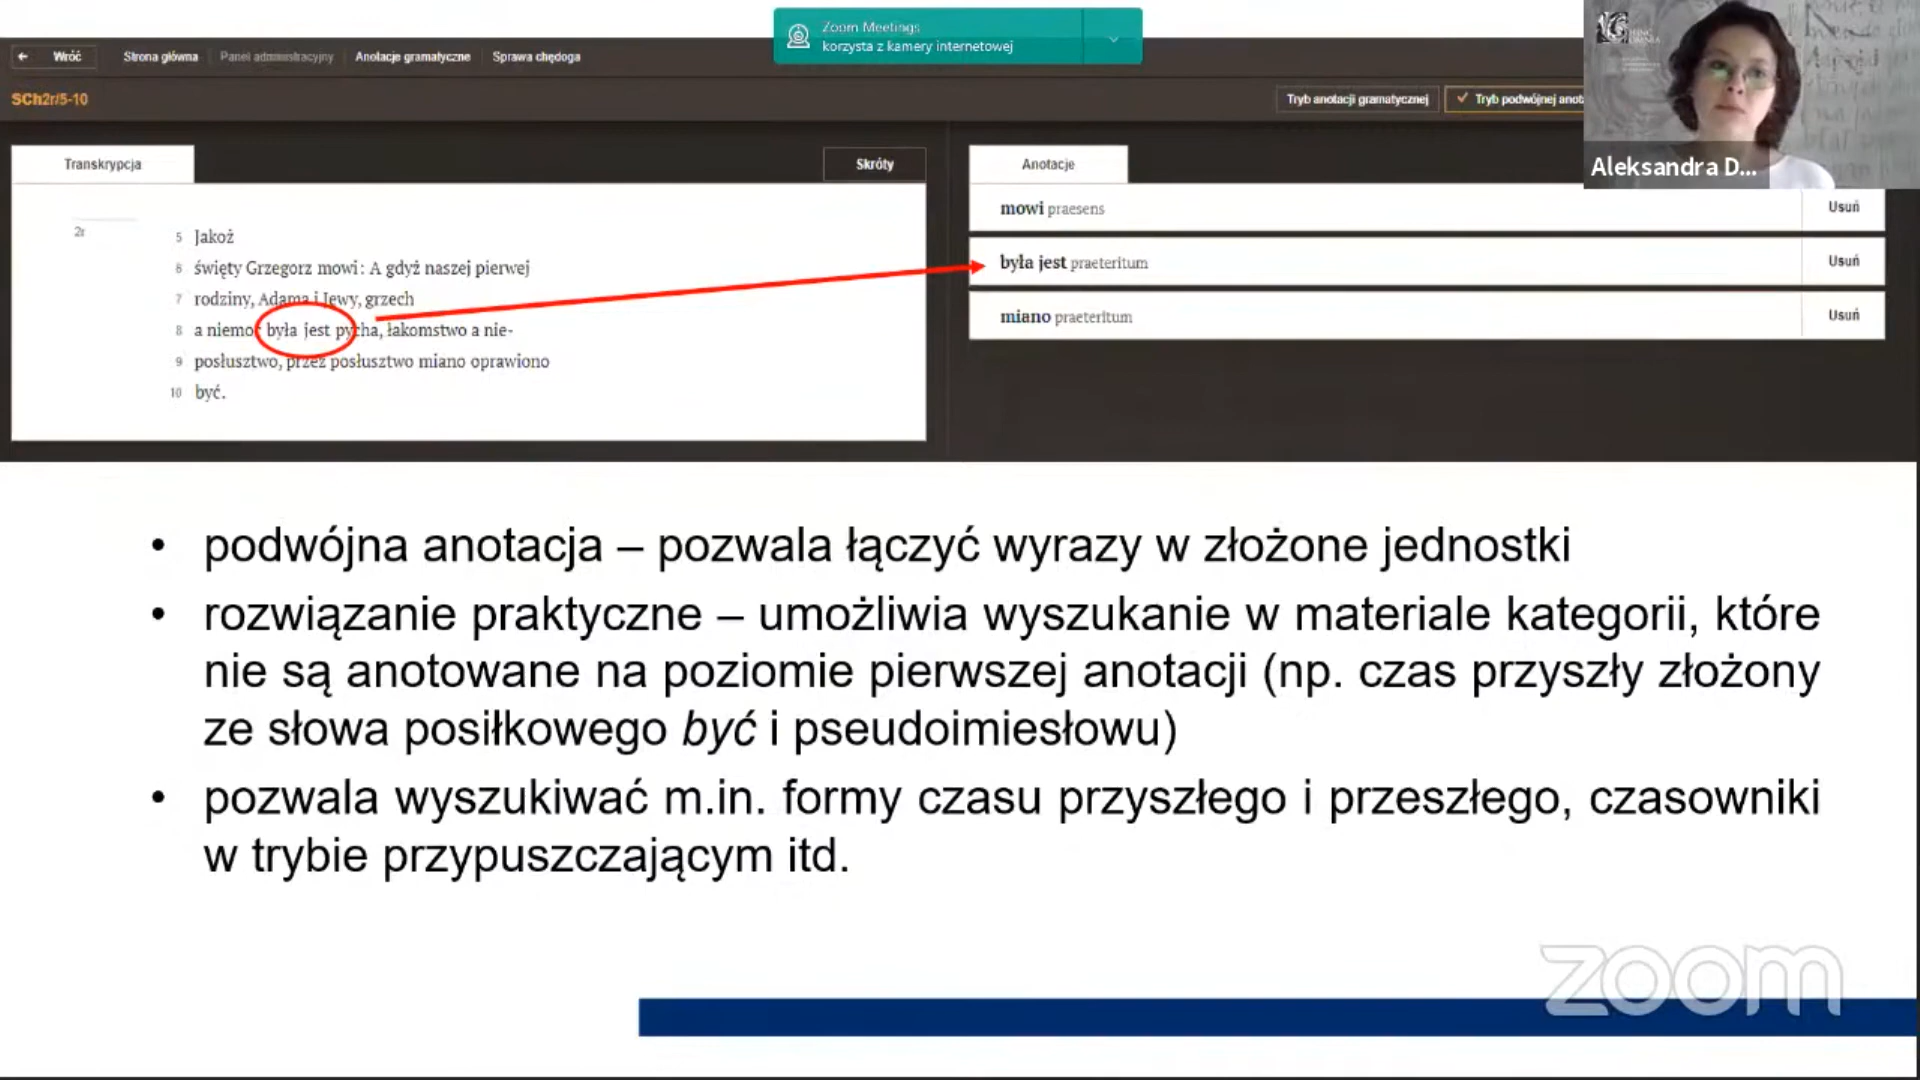 Zoom Meetings
korzysta z kamery internetowej
← Wróć Strona główna Panel administracyjny Anotacje gramatyczne Sprawa chędoga
SCh2r/5-10
Tryb anotacji gramatycznej ✓ Tryb podwójnej anot
Aleksandra D...
Transkrypcja Skróty
2r
5 Jakoż
6 święty Grzegorz mowi: A gdyż naszej pierwej
7 rodziny, Adama i Jewy, grzech
8 a niemoc była jest pycha, łakomstwo a nie-
9 posłusztwo, przez posłusztwo miano oprawiono
10 być.
Anotacje
mowi praesens Usuń
była jest praeteritum Usuń
miano praeteritum Usuń
• podwójna anotacja – pozwala łączyć wyrazy w złożone jednostki
• rozwiązanie praktyczne – umożliwia wyszukanie w materiale kategorii, które
nie są anotowane na poziomie pierwszej anotacji (np. czas przyszły złożony
ze słowa posiłkowego być i pseudoimiesłowu)
• pozwala wyszukiwać m.in. formy czasu przyszłego i przeszłego, czasowniki
w trybie przypuszczającym itd.
zoom